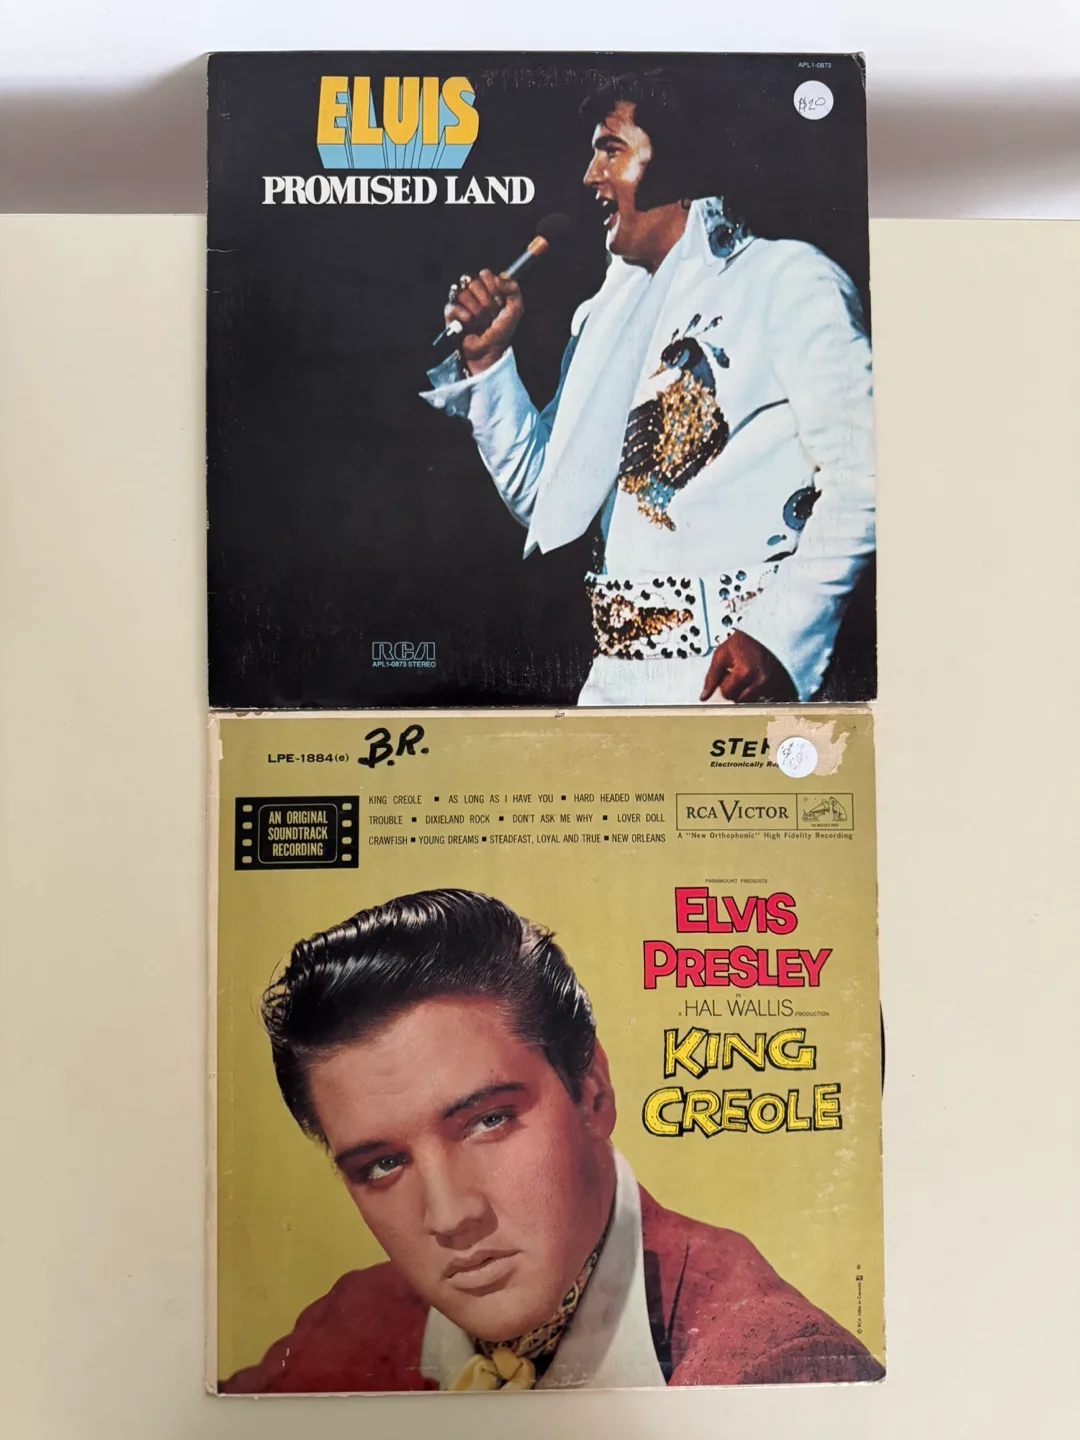 APL1-0873
$20
ELVIS
PROMISED LAND
RCA
APL1-0873 STEREO
LPE-1884(e)
B.R.
Electronically
AN ORIGINAL
SOUNDTRACK
RECORDING
KING CREOLE ■ AS LONG AS I HAVE YOU ■ HARD HEADED WOMAN
TROUBLE ■ DIXIELAND ROCK ■ DON'T ASK ME WHY ■ LOVER DOLL
CRAWFISH ■ YOUNG DREAMS ■ STEADFAST, LOYAL AND TRUE ■ NEW ORLEANS
RCA VICTOR
A "New Orthophonic" High Fidelity Recording
PARAMOUNT PRESENTS
ELVIS
PRESLEY
IN
A HAL WALLIS PRODUCTION
KING
CREOLE